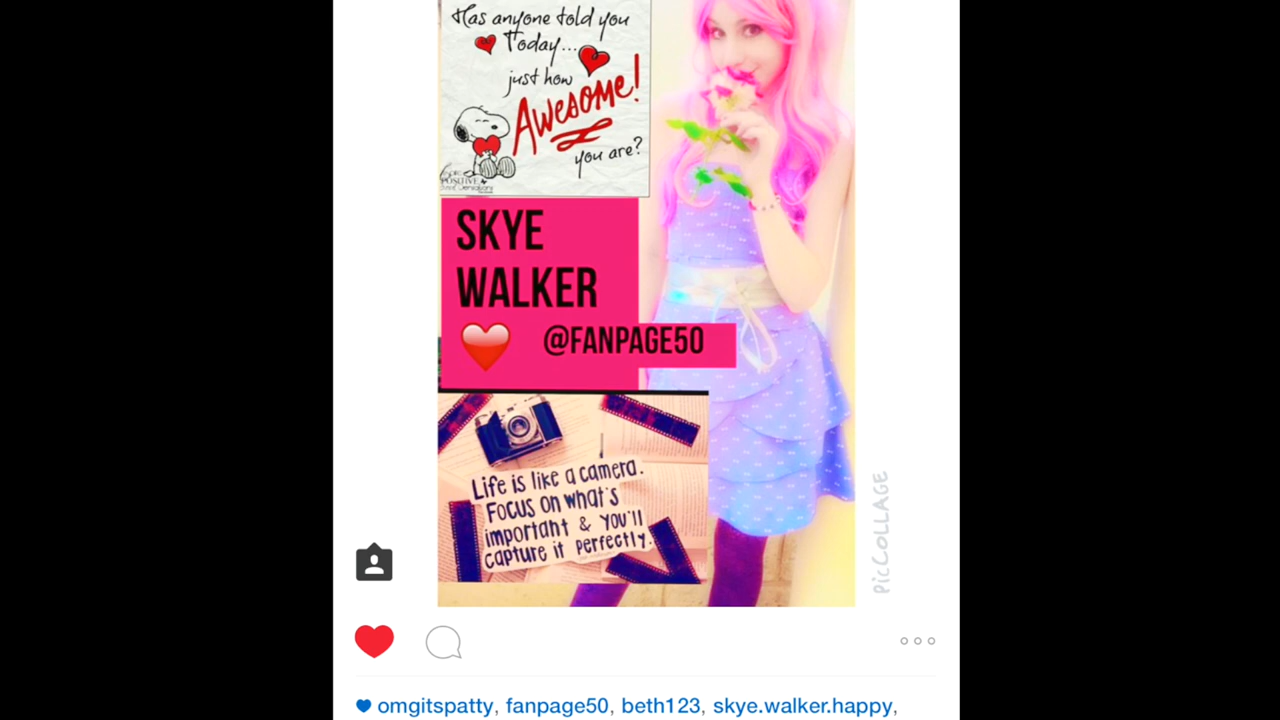 Has anyone told you
Today...
just how
Awesome!
you are?
POSITIVE
SKYE
WALKER
@FANPAGE50
Life is like a camera.
Focus on what's
important & you'll
capture it perfectly.
PicCOLLAGE
omgitspatty, fanpage50, beth123, skye.walker.happy,